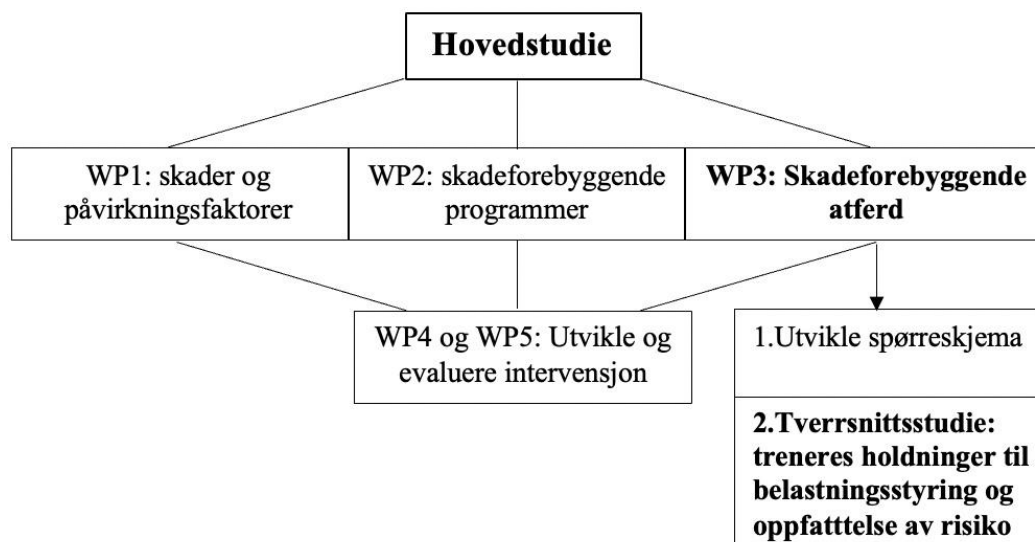 Hovedstudie
WP1: skader og
påvirkningsfaktorer
WP2: skadeforebyggende
programmer
WP3: Skadeforebyggende
atferd
WP4 og WP5: Utvikle og
evaluere intervensjon
1.Utvikle spørreskjema
2.Tverrsnittsstudie:
treneres holdninger til
belastningsstyring og
oppfatttelse av risiko